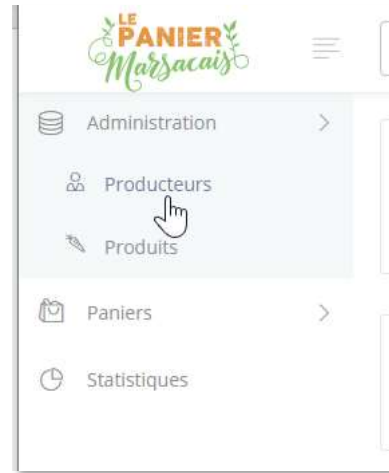 LE
PANIER
Marsacais
Administration
Producteurs
Produits
Paniers
Statistiques